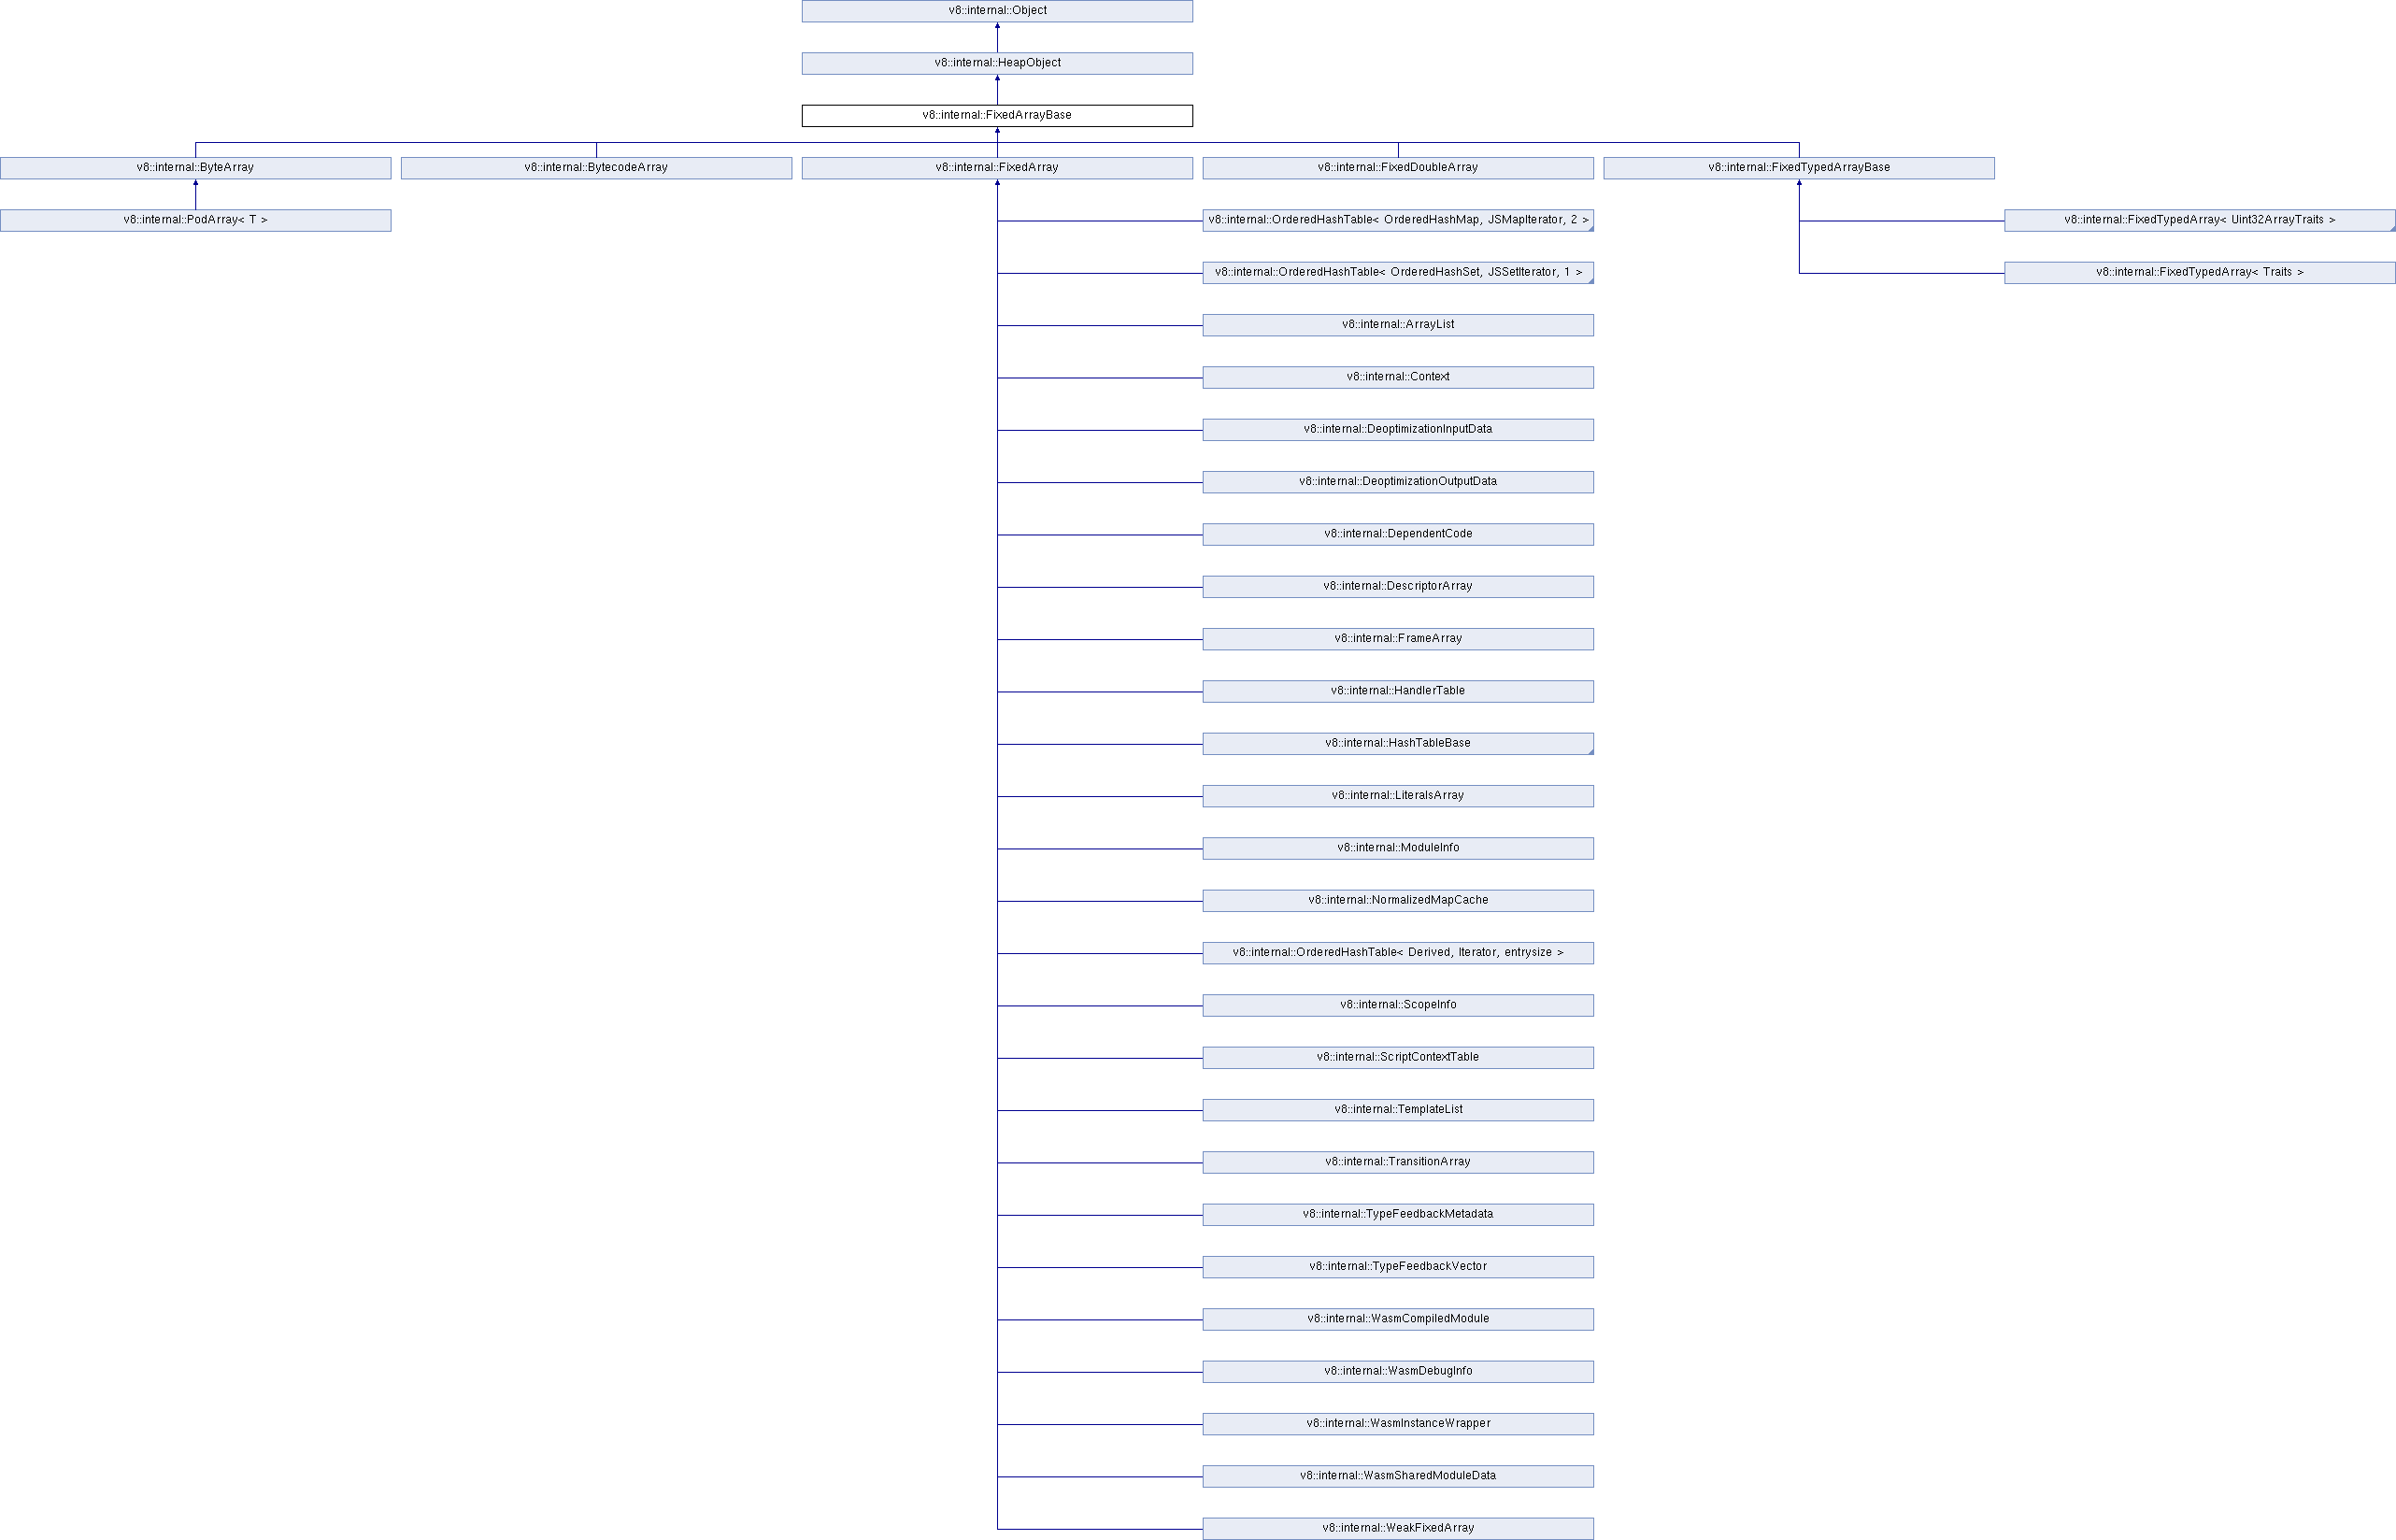 v8::internal::Object
v8::internal::HeapObject
v8::internal::FixedArrayBase
v8::internal::ByteArray
v8::internal::BytecodeArray
v8::internal::FixedArray
v8::internal::FixedDoubleArray
v8::internal::FixedTypedArrayBase
v8::internal::PodArray< T >
v8::internal::OrderedHashTable< OrderedHashMap, JSMapIterator, 2 >
v8::internal::FixedTypedArray< Uint32ArrayTraits >
v8::internal::OrderedHashTable< OrderedHashSet, JSSetIterator, 1 >
v8::internal::FixedTypedArray< Traits >
v8::internal::ArrayList
v8::internal::Context
v8::internal::DeoptimizationInputData
v8::internal::DeoptimizationOutputData
v8::internal::DependentCode
v8::internal::DescriptorArray
v8::internal::FrameArray
v8::internal::HandlerTable
v8::internal::HashTableBase
v8::internal::LiteralsArray
v8::internal::ModuleInfo
v8::internal::NormalizedMapCache
v8::internal::OrderedHashTable< Derived, Iterator, entrysize >
v8::internal::ScopeInfo
v8::internal::ScriptContextTable
v8::internal::TemplateList
v8::internal::TransitionArray
v8::internal::TypeFeedbackMetadata
v8::internal::TypeFeedbackVector
v8::internal::WasmCompiledModule
v8::internal::WasmDebugInfo
v8::internal::WasmInstanceWrapper
v8::internal::WasmSharedModuleData
v8::internal::WeakFixedArray